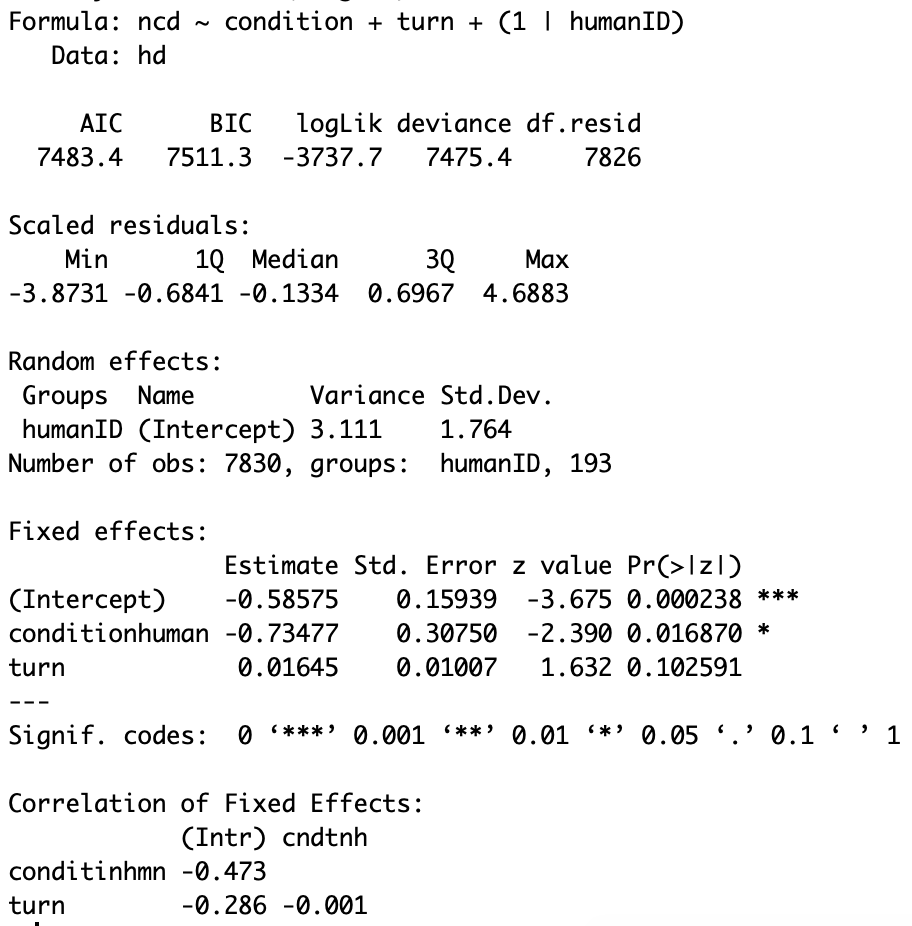 Formula: ncd ~ condition + turn + (1 | humanID)
   Data: hd

     AIC      BIC   logLik deviance df.resid
  7483.4   7511.3  -3737.7   7475.4     7826

Scaled residuals:
    Min      1Q  Median      3Q     Max
-3.8731 -0.6841 -0.1334  0.6967  4.6883

Random effects:
 Groups  Name        Variance Std.Dev.
 humanID (Intercept) 3.111    1.764
Number of obs: 7830, groups:  humanID, 193

Fixed effects:
               Estimate Std. Error z value Pr(>|z|)
(Intercept)    -0.58575    0.15939  -3.675 0.000238 ***
conditionhuman -0.73477    0.30750  -2.390 0.016870 *
turn            0.01645    0.01007   1.632 0.102591
---
Signif. codes:  0 ‘***’ 0.001 ‘**’ 0.01 ‘*’ 0.05 ‘.’ 0.1 ‘ ’ 1

Correlation of Fixed Effects:
            (Intr) cndtnh
conditinhmn -0.473
turn        -0.286 -0.001